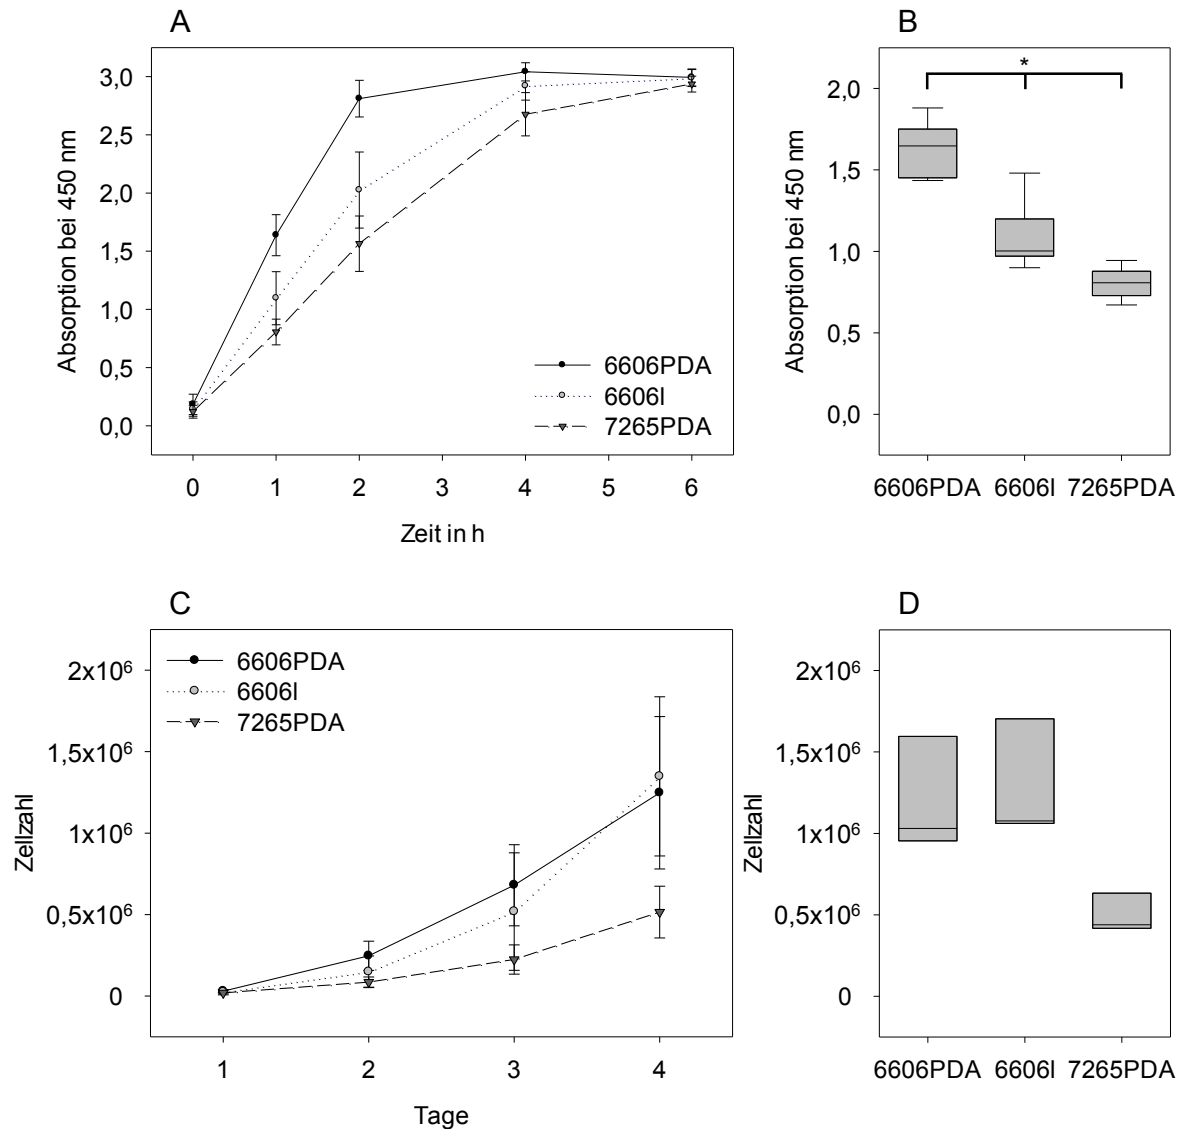 A
Absorption bei 450 nm
3,0
2,5
2,0
1,5
1,0
0,5
0,0
6606PDA
6606I
7265PDA
0 1 2 3 4 5 6
Zeit in h
B
*
Absorption bei 450 nm
2,0
1,5
1,0
0,5
0,0
6606PDA 6606I 7265PDA
C
Zellzahl
2x10⁶
1,5x10⁶
1x10⁶
0,5x10⁶
0
6606PDA
6606I
7265PDA
1 2 3 4
Tage
D
Zellzahl
2x10⁶
1,5x10⁶
1x10⁶
0,5x10⁶
0
6606PDA 6606I 7265PDA